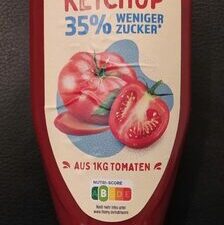 KETCHUP
35% WENIGER
ZUCKER*
AUS 1KG TOMATEN
NUTRI-SCORE
A B C D E